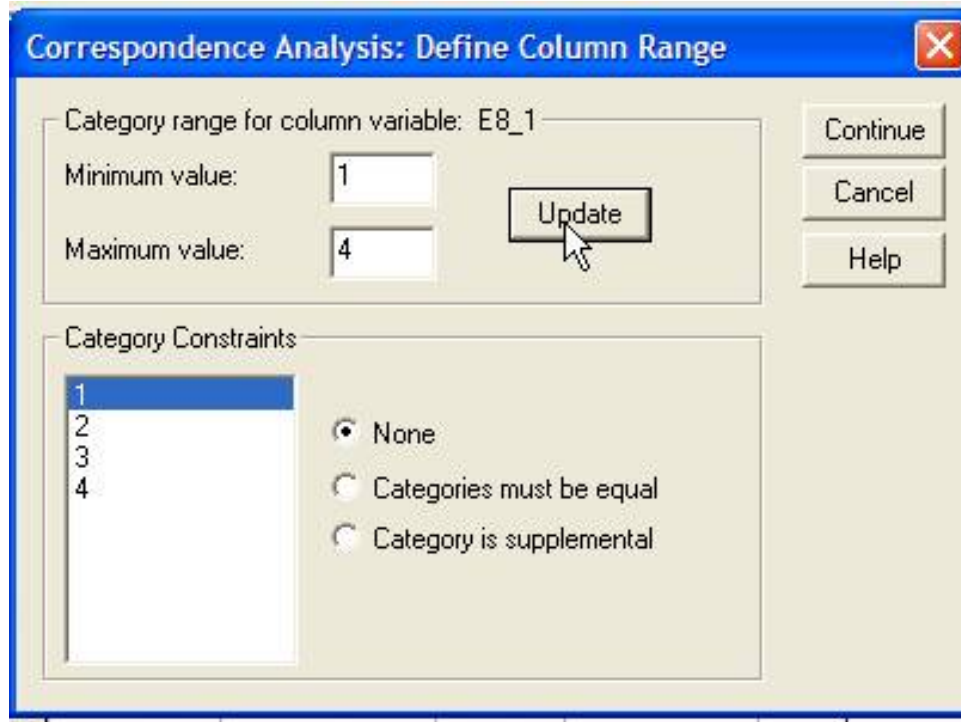 Correspondence Analysis: Define Column Range
Category range for column variable: E8_1
Minimum value: 1
Maximum value: 4
Update
Continue
Cancel
Help
Category Constraints
1
2
3
4
None
Categories must be equal
Category is supplemental